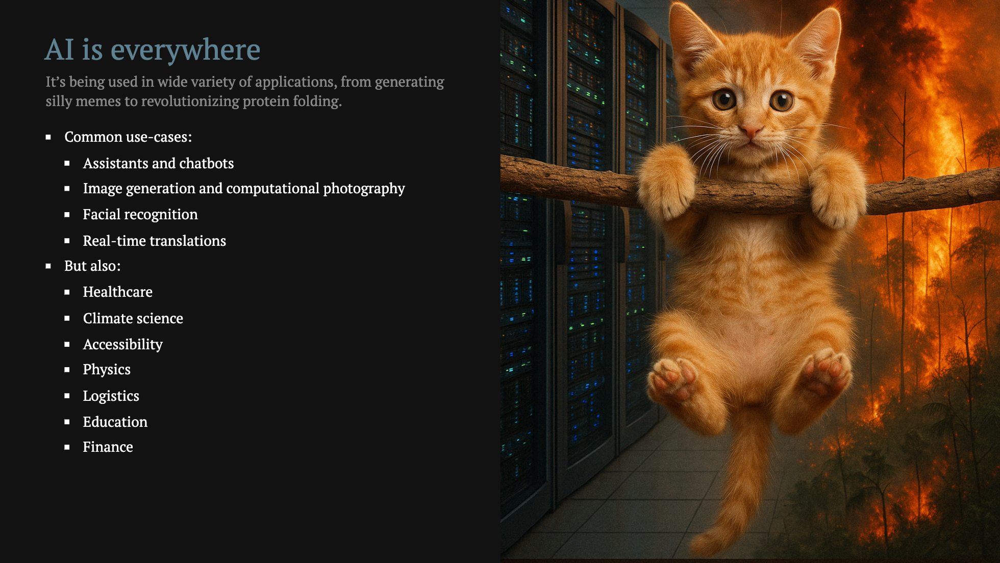 AI is everywhere
It’s being used in wide variety of applications, from generating
silly memes to revolutionizing protein folding.
Common use-cases:
Assistants and chatbots
Image generation and computational photography
Facial recognition
Real-time translations
But also:
Healthcare
Climate science
Accessibility
Physics
Logistics
Education
Finance